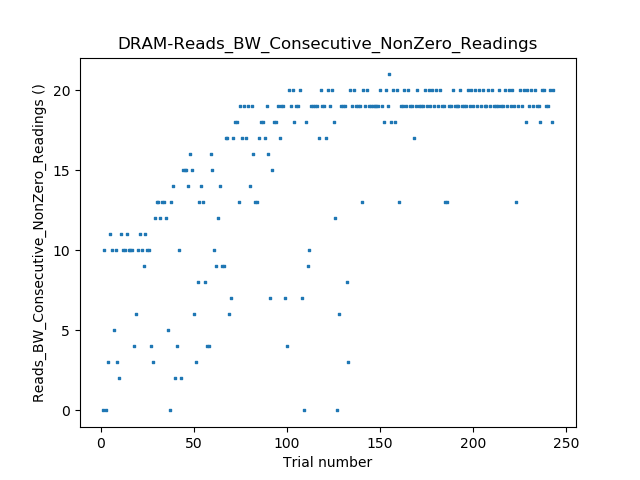 DRAM-Reads_BW_Consecutive_NonZero_Readings
Reads_BW_Consecutive_NonZero_Readings ()
20
15
10
5
0
0 50 100 150 200 250
Trial number